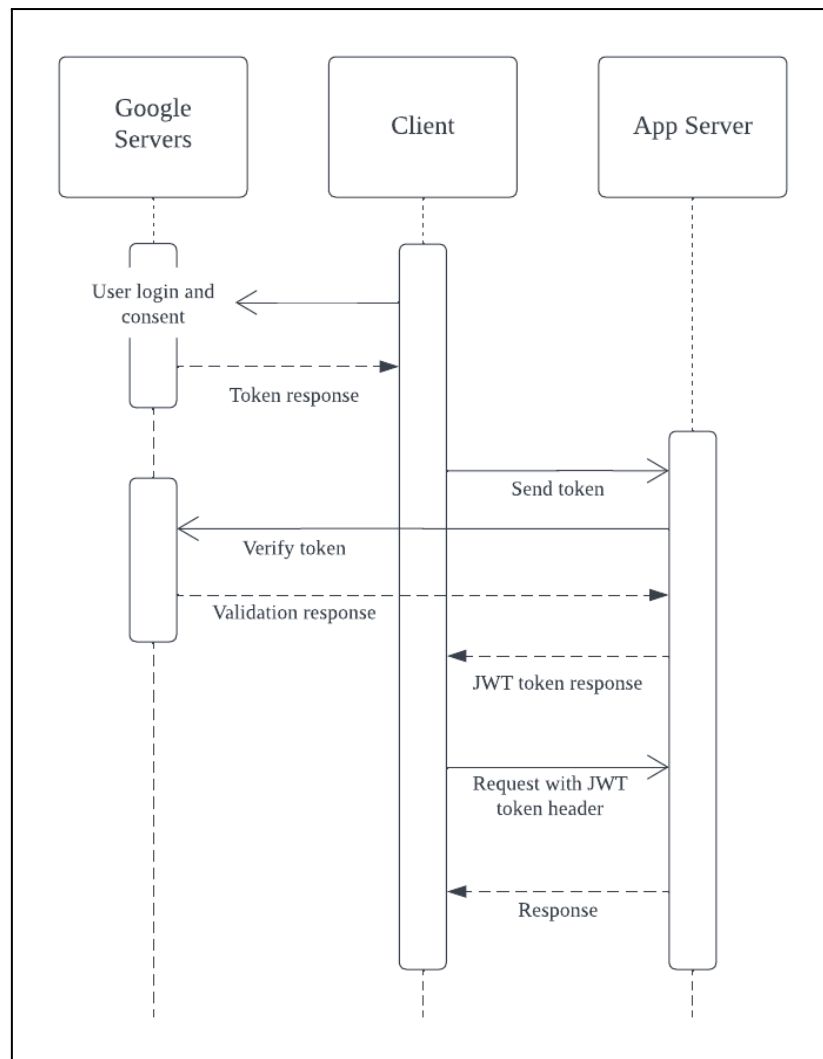 Google
Servers
Client
App Server
User login and
consent
Token response
Send token
Verify token
Validation response
JWT token response
Request with JWT
token header
Response